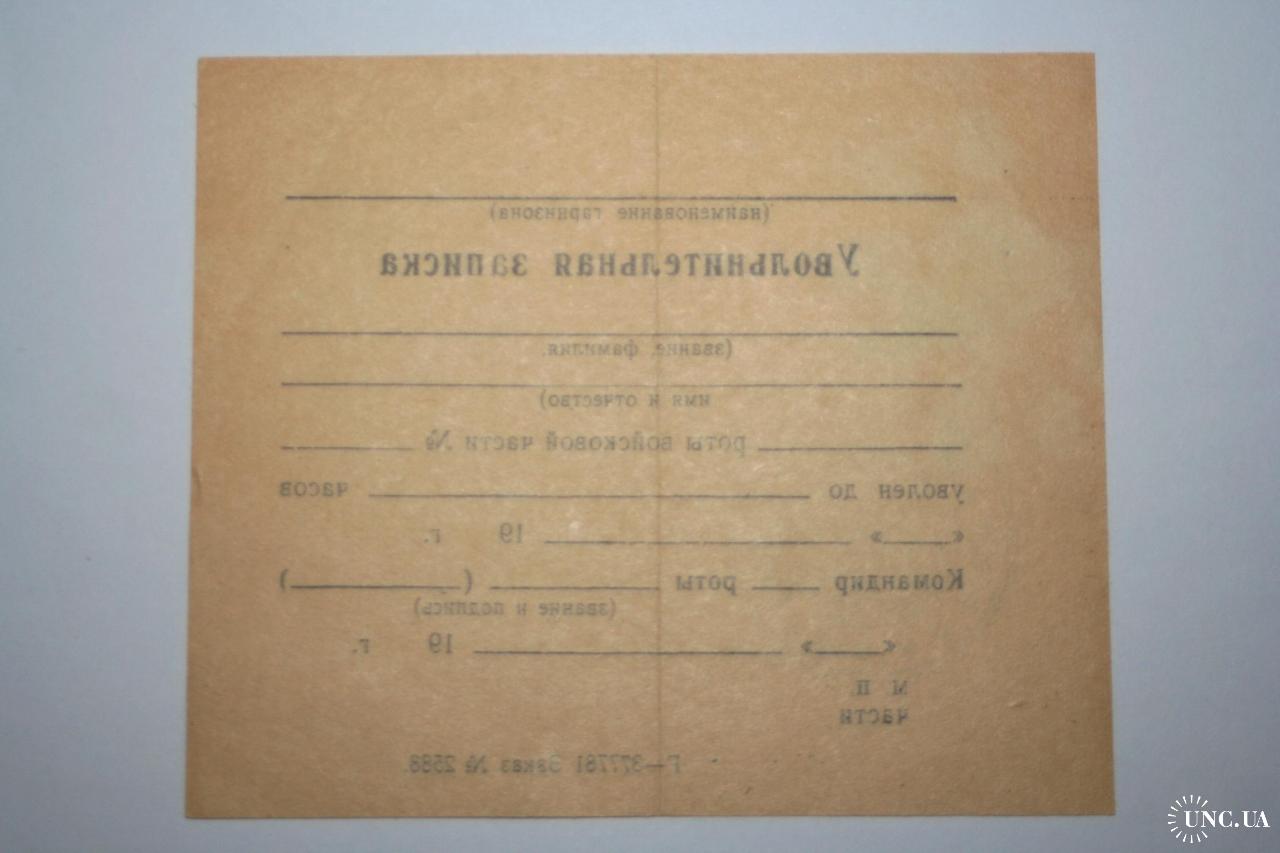 (наименование гарнизона)
Увольнительная записка
(звание, фамилия,
имя и отчество)
роты войсковой части №
уволен до часов
« » 19 г.
Командир роты ( )
(звание и подпись)
« » 19 г.
М. П.
части
Г—377781 Заказ № 2588.
UNC.UA